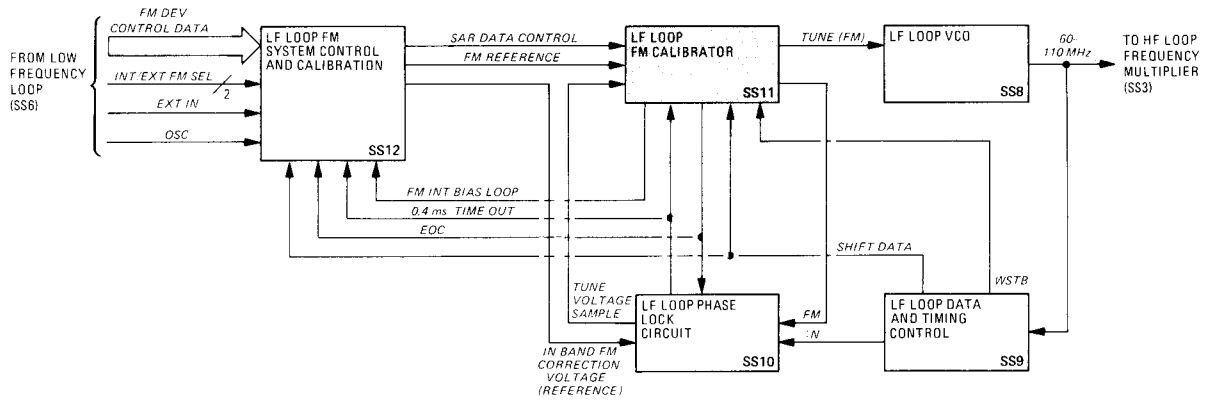 FM DEV
CONTROL DATA
FROM LOW
FREQUENCY
LOOP
(SS6)
INT/EXT FM SEL
2
EXT IN
OSC
LF LOOP FM
SYSTEM CONTROL
AND CALIBRATION
SS12
SAR DATA CONTROL
FM REFERENCE
LF LOOP
FM CALIBRATOR
SS11
TUNE (FM)
LF LOOP VCO
SS8
60-
110 MHz
TO HF LOOP
FREQUENCY
MULTIPLIER
(SS3)
FM INT BIAS LOOP
0.4 ms TIME OUT
EOC
SHIFT DATA
WSTB
TUNE
VOLTAGE
SAMPLE
LF LOOP PHASE
LOCK
CIRCUIT
SS10
FM
:N
LF LOOP DATA
AND TIMING
CONTROL
SS9
IN BAND FM
CORRECTION
VOLTAGE
(REFERENCE)